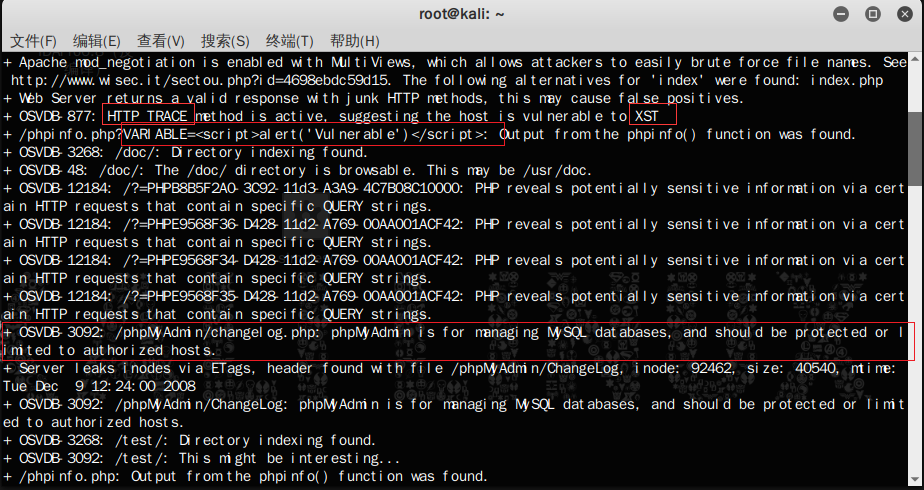 root@kali: ~
文件(F) 编辑(E) 查看(V) 搜索(S) 终端(T) 帮助(H)
+ Apache mod_negotiation is enabled with MultiViews, which allows attackers to easily brute force file names. See
http://www.wisec.it/sectou.php?id=4698ebdc59d15. The following alternatives for 'index' were found: index.php
+ Web Server returns a valid response with junk HTTP methods, this may cause false positives.
+ OSVDB-877: HTTP TRACE method is active, suggesting the host is vulnerable to XST
+ /phpinfo.php?VARIABLE=<script>alert('Vulnerable')</script>: Output from the phpinfo() function was found.
+ OSVDB-3268: /doc/: Directory indexing found.
+ OSVDB-48: /doc/: The /doc/ directory is browsable. This may be /usr/doc.
+ OSVDB-12184: /?=PHPB8B5F2A0-3C92-11d3-A3A9-4C7B08C10000: PHP reveals potentially sensitive information via cert
ain HTTP requests that contain specific QUERY strings.
+ OSVDB-12184: /?=PHPE9568F36-D428-11d2-A769-00AA001ACF42: PHP reveals potentially sensitive information via cert
ain HTTP requests that contain specific QUERY strings.
+ OSVDB-12184: /?=PHPE9568F34-D428-11d2-A769-00AA001ACF42: PHP reveals potentially sensitive information via cert
ain HTTP requests that contain specific QUERY strings.
+ OSVDB-12184: /?=PHPE9568F35-D428-11d2-A769-00AA001ACF42: PHP reveals potentially sensitive information via cert
ain HTTP requests that contain specific QUERY strings.
+ OSVDB-3092: /phpMyAdmin/changelog.php: phpMyAdmin is for managing MySQL databases, and should be protected or l
imited to authorized hosts.
+ Server leaks inodes via ETags, header found with file /phpMyAdmin/ChangeLog, inode: 92462, size: 40540, mtime:
Tue Dec  9 12:24:00 2008
+ OSVDB-3092: /phpMyAdmin/ChangeLog: phpMyAdmin is for managing MySQL databases, and should be protected or limit
ed to authorized hosts.
+ OSVDB-3268: /test/: Directory indexing found.
+ OSVDB-3092: /test/: This might be interesting...
+ /phpinfo.php: Output from the phpinfo() function was found.